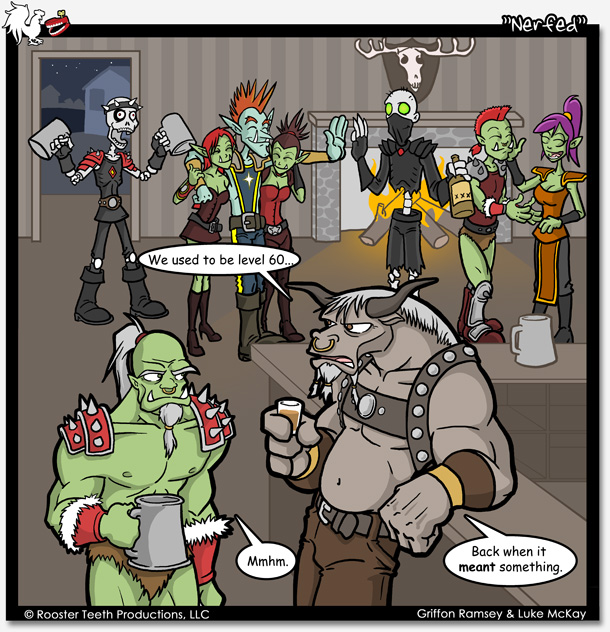 "Nerfed"
We used to be level 60...
xxx
Mmhm.
Back when it
meant something.
© Rooster Teeth Productions, LLC
Griffon Ramsey & Luke McKay